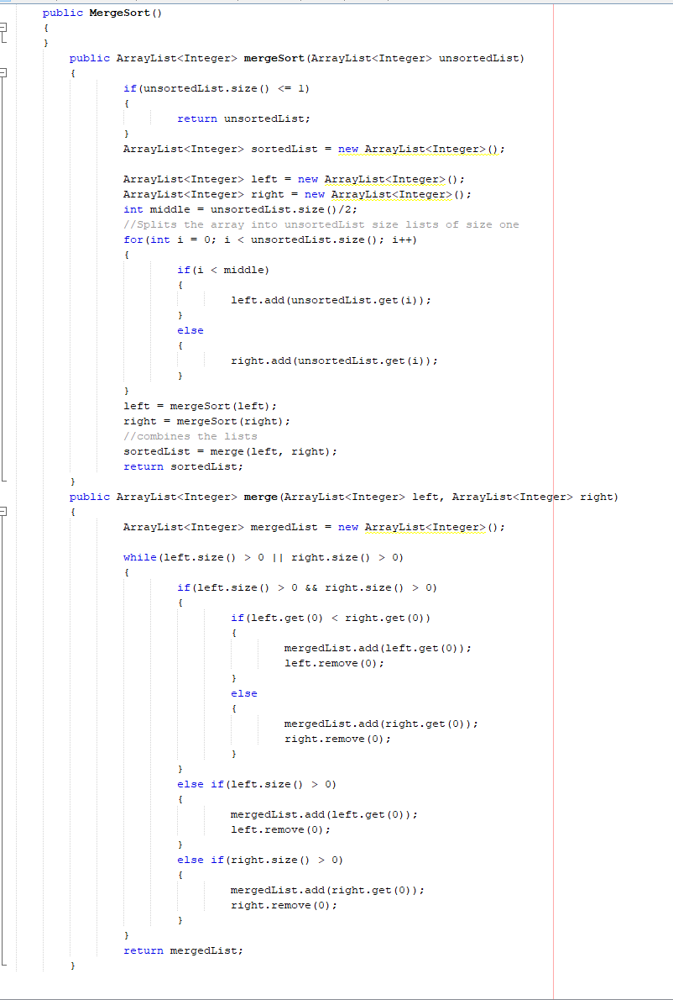 public MergeSort()
{
}
public ArrayList<Integer> mergeSort(ArrayList<Integer> unsortedList)
{
if(unsortedList.size() <= 1)
{
return unsortedList;
}
ArrayList<Integer> sortedList = new ArrayList<Integer>();
ArrayList<Integer> left = new ArrayList<Integer>();
ArrayList<Integer> right = new ArrayList<Integer>();
int middle = unsortedList.size()/2;
//Splits the array into unsortedList size lists of size one
for(int i = 0; i < unsortedList.size(); i++)
{
if(i < middle)
{
left.add(unsortedList.get(i));
}
else
{
right.add(unsortedList.get(i));
}
}
left = mergeSort(left);
right = mergeSort(right);
//combines the lists
sortedList = merge(left, right);
return sortedList;
}
public ArrayList<Integer> merge(ArrayList<Integer> left, ArrayList<Integer> right)
{
ArrayList<Integer> mergedList = new ArrayList<Integer>();
while(left.size() > 0 || right.size() > 0)
{
if(left.size() > 0 && right.size() > 0)
{
if(left.get(0) < right.get(0))
{
mergedList.add(left.get(0));
left.remove(0);
}
else
{
mergedList.add(right.get(0));
right.remove(0);
}
}
else if(left.size() > 0)
{
mergedList.add(left.get(0));
left.remove(0);
}
else if(right.size() > 0)
{
mergedList.add(right.get(0));
right.remove(0);
}
}
return mergedList;
}